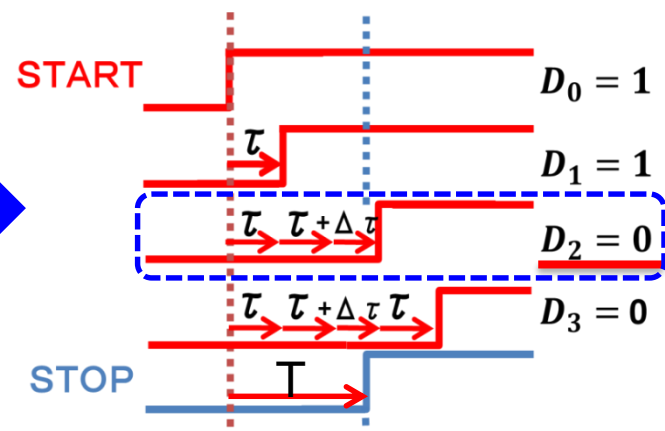 START
D₀ = 1
τ
D₁ = 1
τ τ + Δ τ
D₂ = 0
τ τ + Δ τ τ
D₃ = 0
STOP
T